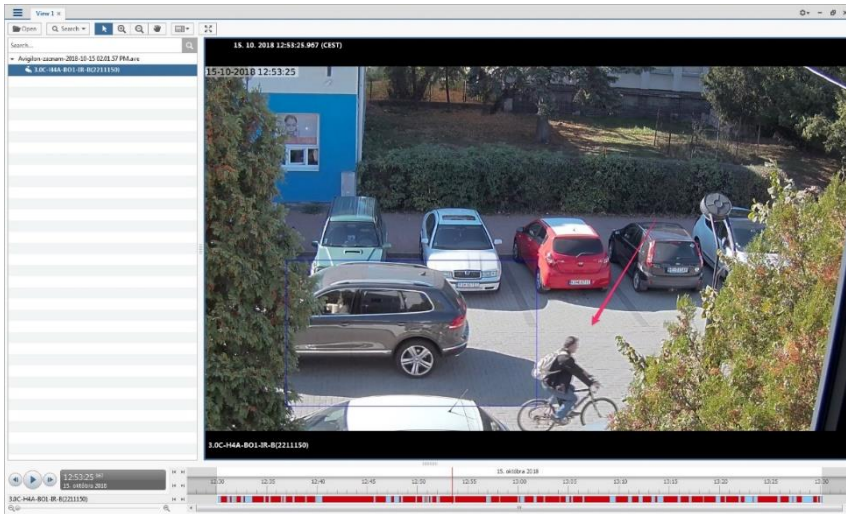 View 1 ×
Open
Search
Search...
Avigilon-zaznam-2018-10-15 02.01.57 PM.ave
3.0C-H4A-BO1-IR-B(2211150)
15. 10. 2018 12:53:25.967 (CEST)
15-10-2018 12:53:25
3.0C-H4A-BO1-IR-B(2211150)
12:53:25
15. októbra 2018
15. októbra 2018
12:30 12:35 12:40 12:45 12:50 12:55 13:00 13:05 13:10 13:15 13:20 13:25 13:30
3.0C-H4A-BO1-IR-B(2211150)